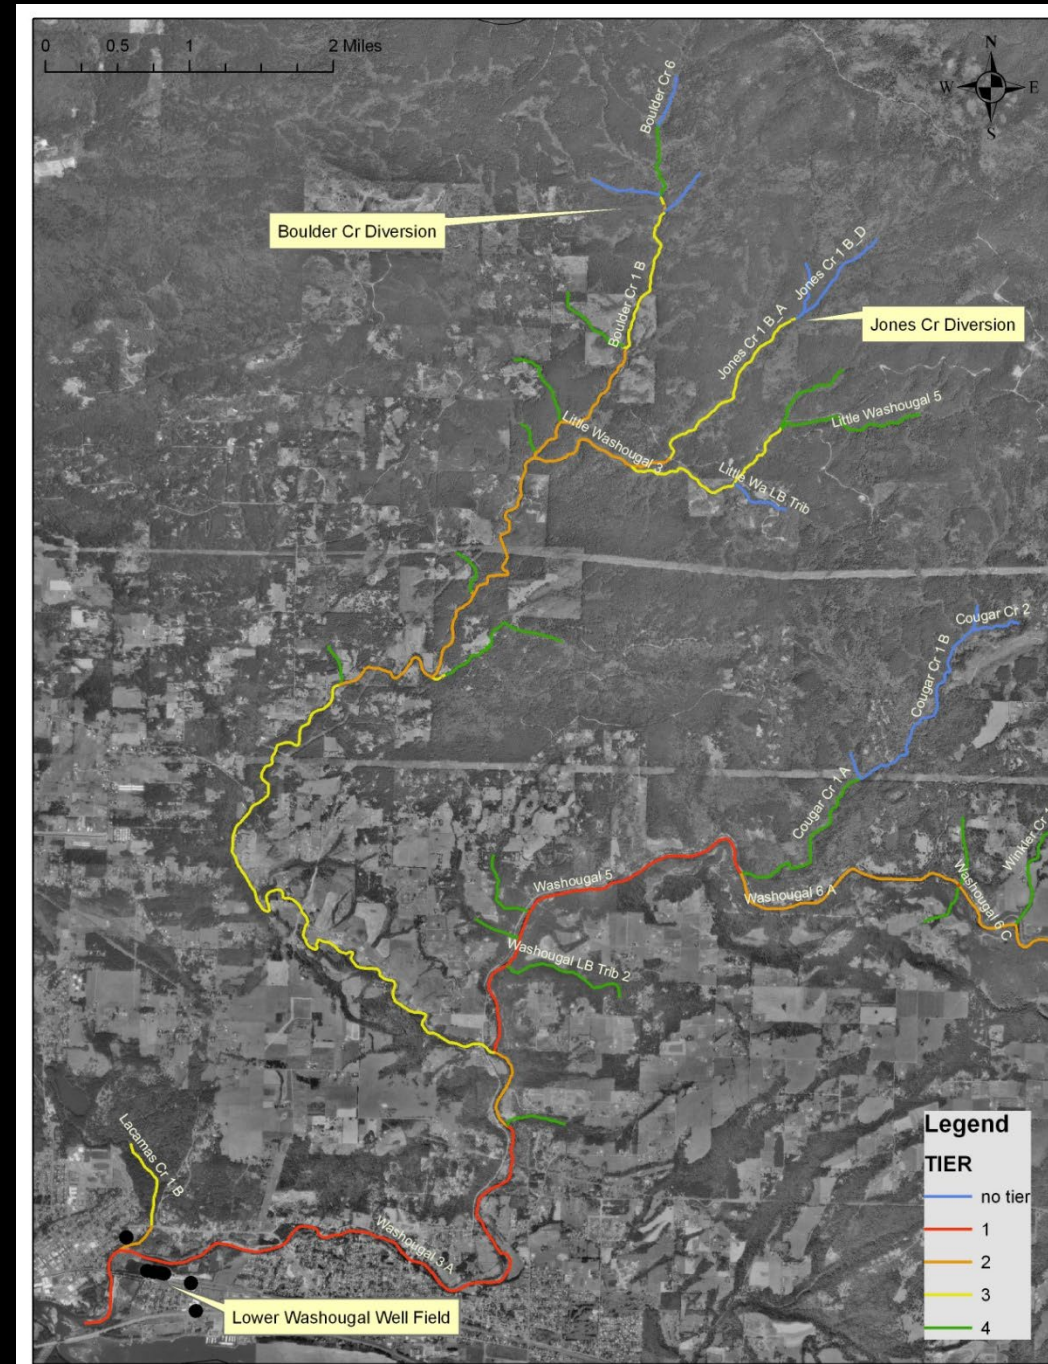 0 0.5 1 2 Miles
N
W E
S
Boulder Cr 6
Boulder Cr Diversion
Boulder Cr 1 B
Jones Cr 1 B_D
Jones Cr Diversion
Jones Cr 1 B_A
Little Washougal 5
Little Washougal 3
Little Wa LB Trib
Cougar Cr 2
Cougar Cr 1 B
Cougar Cr 1 A
Winkler Cr
Washougal 5
Washougal 6 A
Washougal 6 C
Washougal LB Trib 2
Lacamas Cr 1 B
Washougal 3 A
Lower Washougal Well Field
Legend
TIER
no tier
1
2
3
4